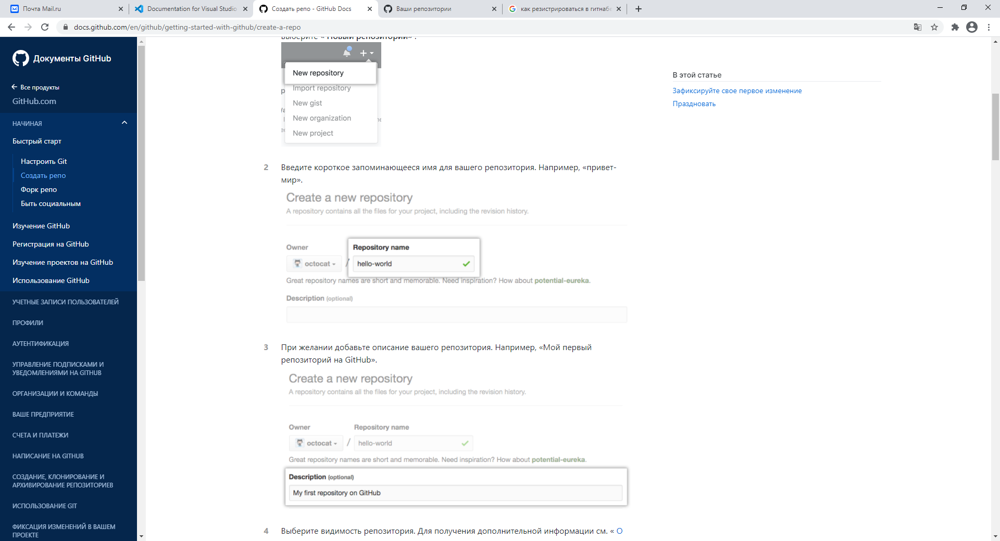 Почта Mail.ru
Documentation for Visual Studio
Создать репо - GitHub Docs
Ваши репозитории
как резистрироваться в гитнаб
docs.github.com/en/github/getting-started-with-github/create-a-repo
Документы GitHub
Все продукты
GitHub.com
НАЧИНАЯ
Быстрый старт
Настроить Git
Создать репо
Форк репо
Быть социальным
Изучение GitHub
Регистрация на GitHub
Изучение проектов на GitHub
Использование GitHub
УЧЕТНЫЕ ЗАПИСИ ПОЛЬЗОВАТЕЛЕЙ
ПРОФИЛИ
АУТЕНТИФИКАЦИЯ
УПРАВЛЕНИЕ ПОДПИСКАМИ И
УВЕДОМЛЕНИЯМИ НА GITHUB
ОРГАНИЗАЦИИ И КОМАНДЫ
ВАШЕ ПРЕДПРИЯТИЕ
СЧЕТА И ПЛАТЕЖИ
НАПИСАНИЕ НА GITHUB
СОЗДАНИЕ, КЛОНИРОВАНИЕ И
АРХИВИРОВАНИЕ РЕПОЗИТОРИЕВ
ИСПОЛЬЗОВАНИЕ GIT
ФИКСАЦИЯ ИЗМЕНЕНИЙ В ВАШЕМ
ПРОЕКТЕ
выберите « Новый репозиторий» .
New repository
Import repository
New gist
New organization
New project
2 Введите короткое запоминающееся имя для вашего репозитория. Например, «привет-
мир».
Create a new repository
A repository contains all the files for your project, including the revision history.
Owner Repository name
octocat / hello-world
Great repository names are short and memorable. Need inspiration? How about potential-eureka.
Description (optional)
3 При желании добавьте описание вашего репозитория. Например, «Мой первый
репозиторий на GitHub».
Create a new repository
A repository contains all the files for your project, including the revision history.
Owner Repository name
octocat / hello-world
Great repository names are short and memorable. Need inspiration? How about potential-eureka.
Description (optional)
My first repository on GitHub
4 Выберите видимость репозитория. Для получения дополнительной информации см. « О
В этой статье
Зафиксируйте свое первое изменение
Праздновать